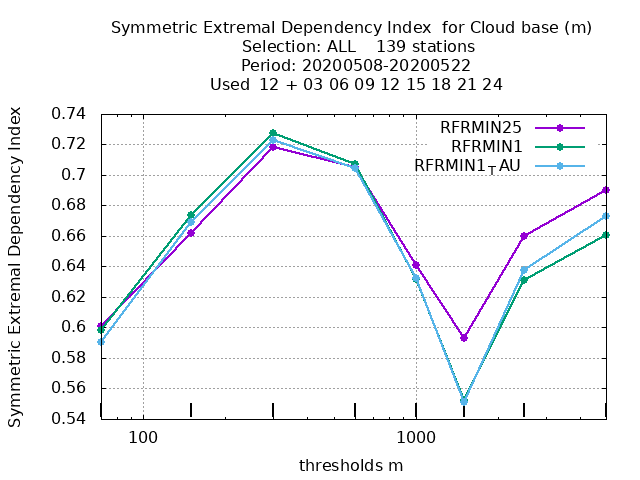 Symmetric Extremal Dependency Index  for Cloud base (m)
Selection: ALL    139 stations
Period: 20200508-20200522
Used  12 + 03 06 09 12 15 18 21 24
Symmetric Extremal Dependency Index
0.74
0.72
0.7
0.68
0.66
0.64
0.62
0.6
0.58
0.56
0.54
RFRMIN25
RFRMIN1
RFRMIN1TAU
100
1000
thresholds m